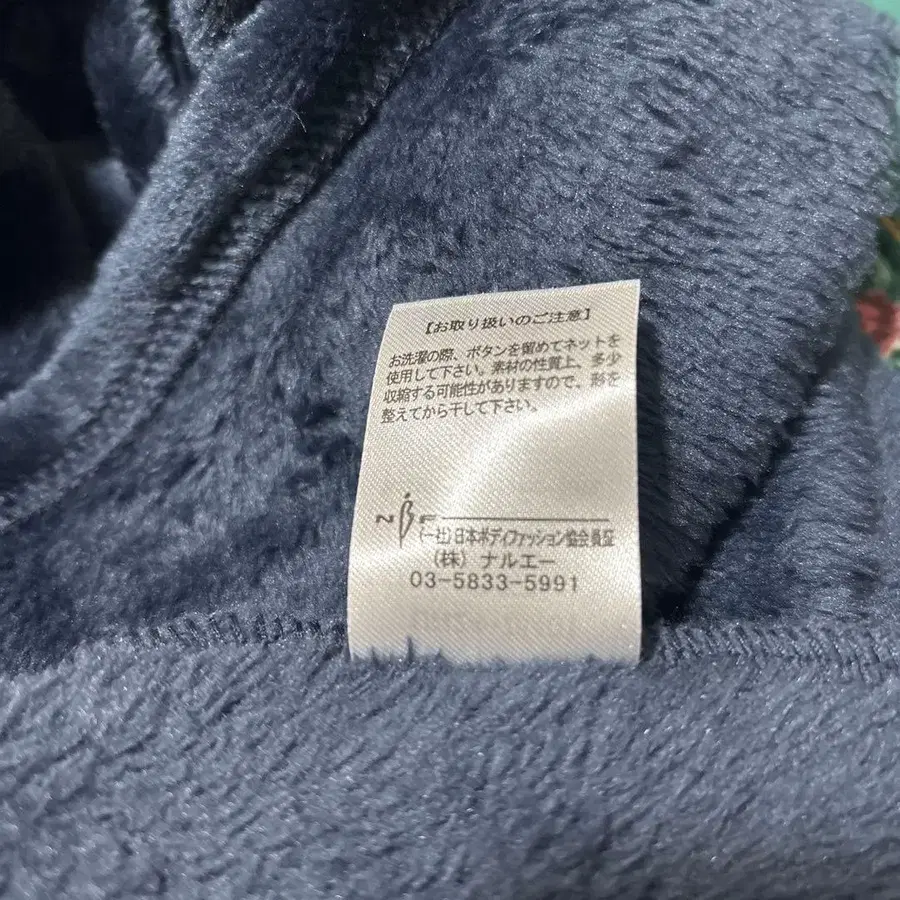 【お取り扱いのご注意】
お洗濯の際、ボタンを留めてネットを
使用して下さい。素材の性質上、多少
収縮する可能性がありますので、形を
整えてから干して下さい。
NBF
(一社)日本ボディファッション協会会員証
(株) ナルエー
03-5833-5991